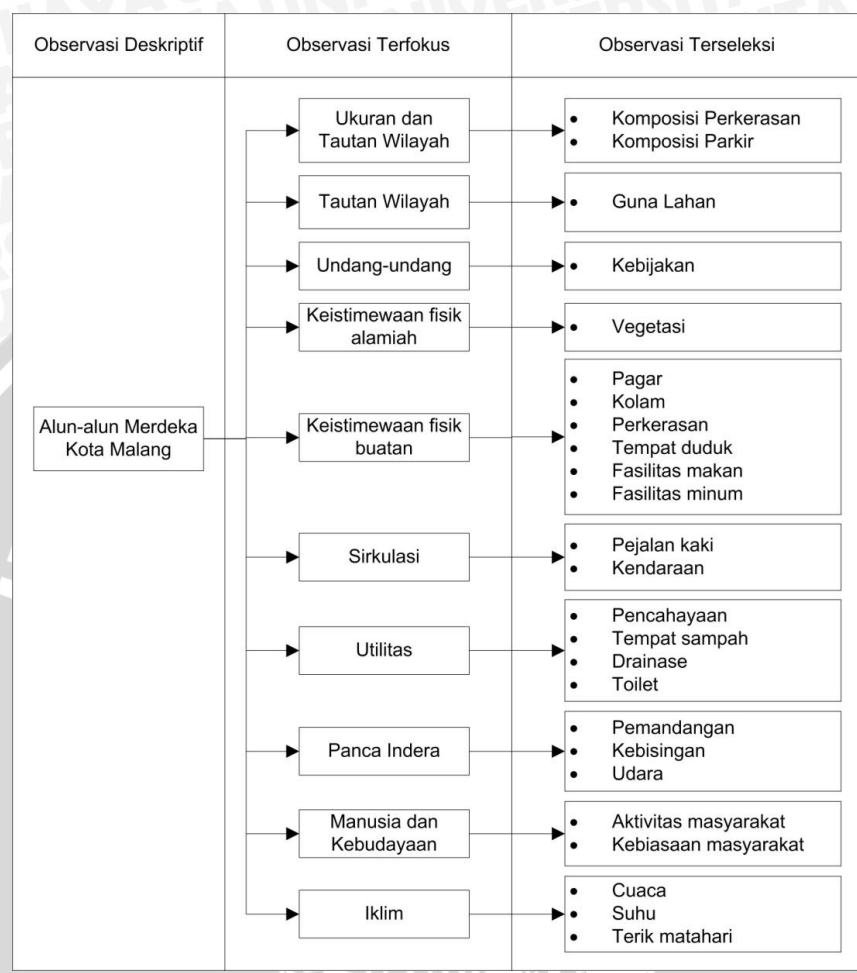 Observasi Deskriptif
Observasi Terfokus
Observasi Terseleksi
Alun-alun Merdeka
Kota Malang
Ukuran dan
Tautan Wilayah
• Komposisi Perkerasan
• Komposisi Parkir
Tautan Wilayah
• Guna Lahan
Undang-undang
• Kebijakan
Keistimewaan fisik
alamiah
• Vegetasi
Keistimewaan fisik
buatan
• Pagar
• Kolam
• Perkerasan
• Tempat duduk
• Fasilitas makan
• Fasilitas minum
Sirkulasi
• Pejalan kaki
• Kendaraan
Utilitas
• Pencahayaan
• Tempat sampah
• Drainase
• Toilet
Panca Indera
• Pemandangan
• Kebisingan
• Udara
Manusia dan
Kebudayaan
• Aktivitas masyarakat
• Kebiasaan masyarakat
Iklim
• Cuaca
• Suhu
• Terik matahari